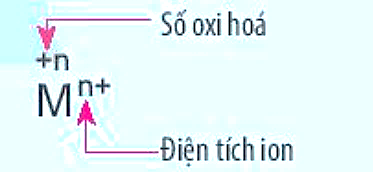 Số oxi hoá
+n
Mⁿ⁺
Điện tích ion